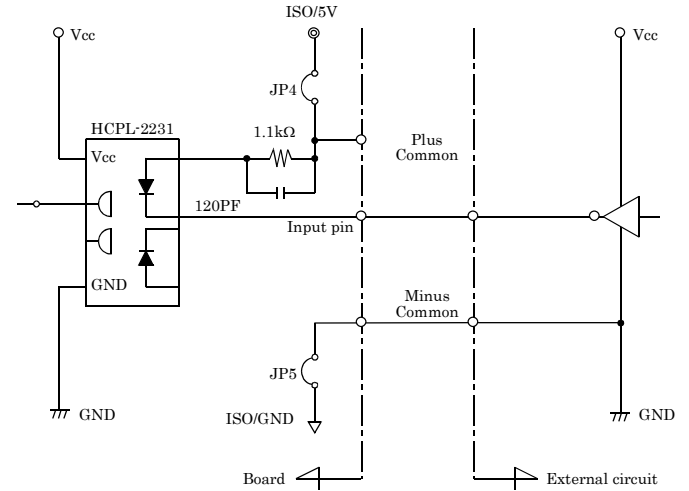 ISO/5V
Vcc
Vcc
JP4
HCPL-2231
1.1kΩ
Plus
Common
Vcc
120PF
Input pin
GND
Minus
Common
JP5
GND
ISO/GND
GND
Board
External circuit